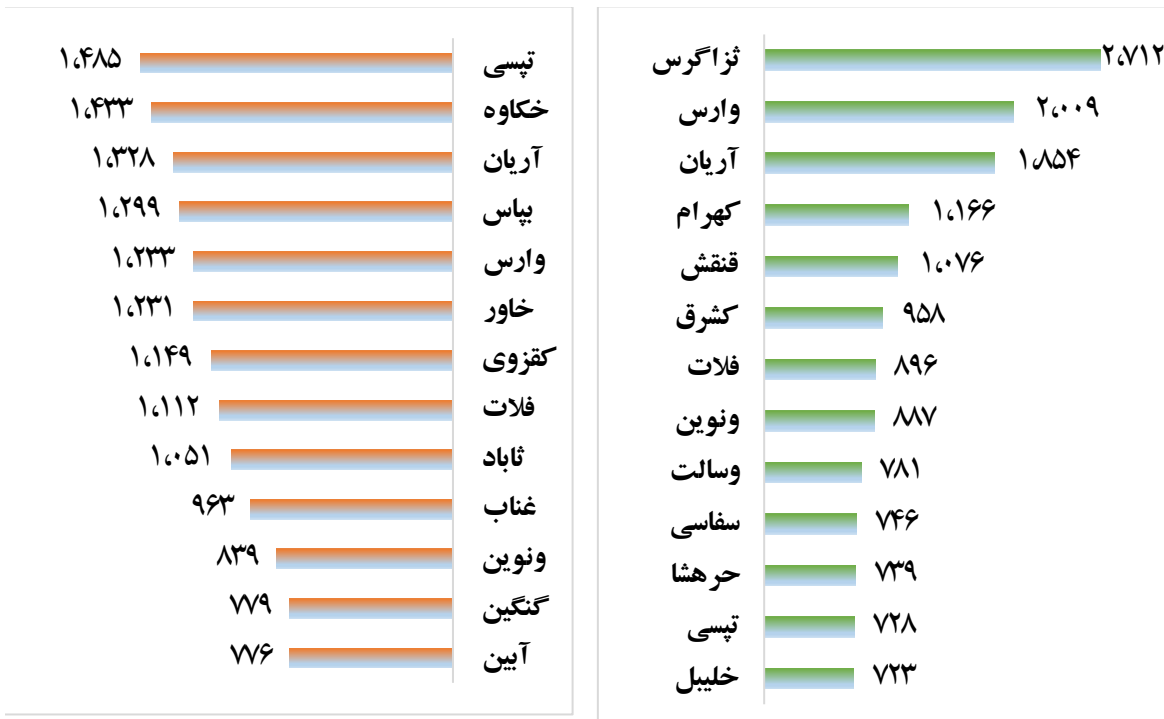 ثزاگرس ۲،۷۱۲
وارس ۲،۰۰۹
آریان ۱،۸۵۴
کهرام ۱،۱۶۶
قنقش ۱،۰۷۶
کشرق ۹۵۸
فلات ۸۹۶
ونوین ۸۸۷
وسالت ۷۸۱
سفاسی ۷۴۶
حرهشا ۷۳۹
تپسی ۷۲۸
خلیبل ۷۲۳
تپسی ۱،۴۸۵
خکاوه ۱،۴۳۳
آریان ۱،۳۲۸
بپاس ۱،۲۹۹
وارس ۱،۲۳۳
خاور ۱،۲۳۱
کقزوی ۱،۱۴۹
فلات ۱،۱۱۲
ثاباد ۱،۰۵۱
غناب ۹۶۳
ونوین ۸۳۹
گنگین ۷۷۹
آبین ۷۷۶